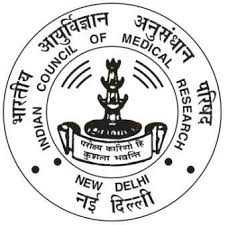 भारतीय आयुर्विज्ञान अनुसंधान परिषद
INDIAN COUNCIL OF MEDICAL RESEARCH
परीक्ष्य कारिणो हि
कुशला भवन्ति
NEW DELHI
नई दिल्ली